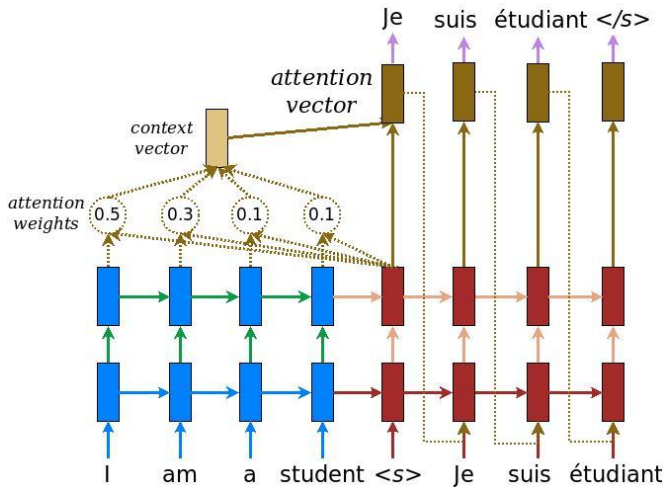 Je suis étudiant </s>
attention
vector
context
vector
attention
weights
0.5 0.3 0.1 0.1
I am a student <s> Je suis étudiant